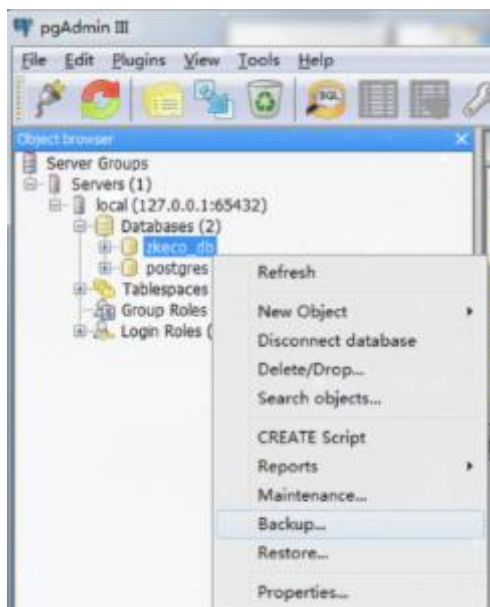 pgAdmin III
File Edit Plugins View Tools Help
SQL
Object browser
Server Groups
Servers (1)
local (127.0.0.1:65432)
Databases (2)
zkeco_db
postgres
Tablespaces
Group Roles
Login Roles (
Refresh
New Object
Disconnect database
Delete/Drop...
Search objects...
CREATE Script
Reports
Maintenance...
Backup...
Restore...
Properties...